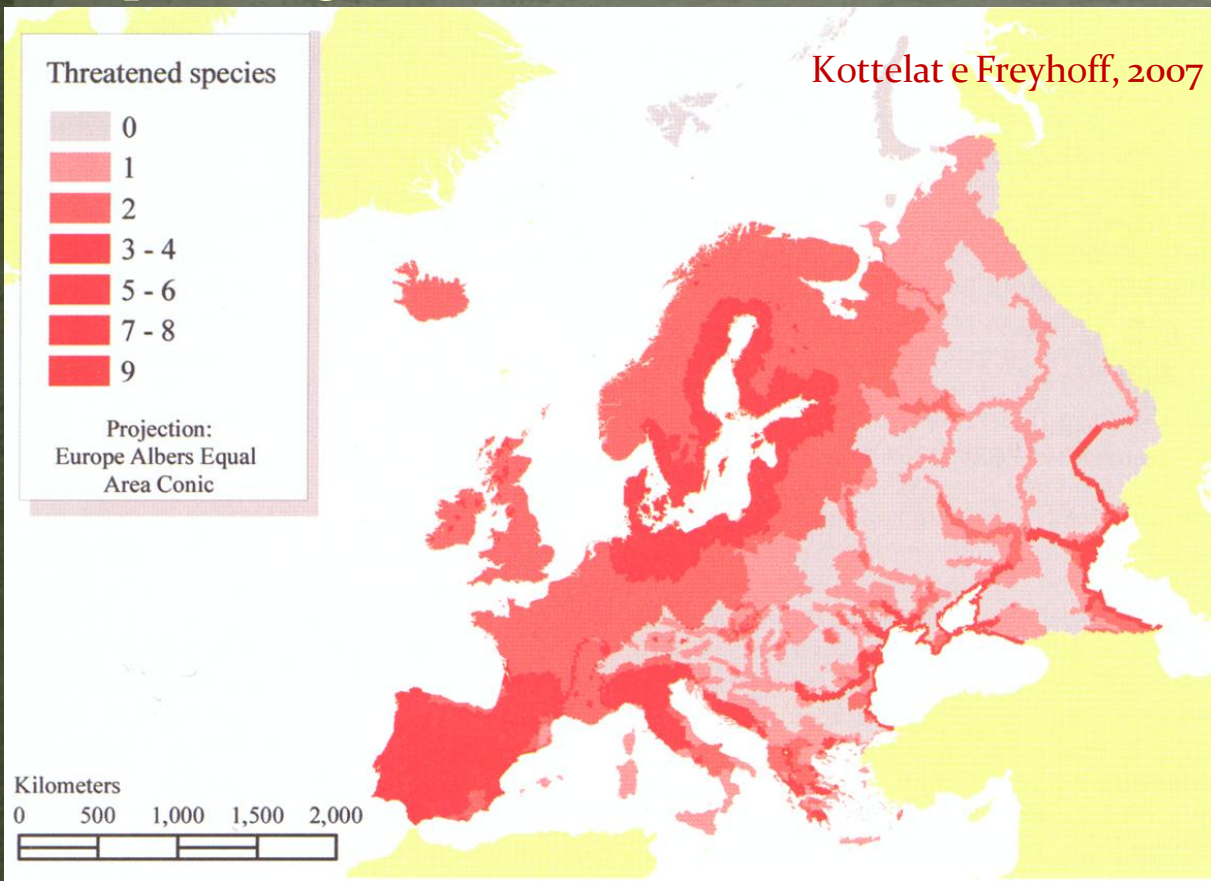 Kottelat e Freyhoff, 2007
Threatened species
0
1
2
3 - 4
5 - 6
7 - 8
9
Projection:
Europe Albers Equal
Area Conic
Kilometers
0 500 1,000 1,500 2,000